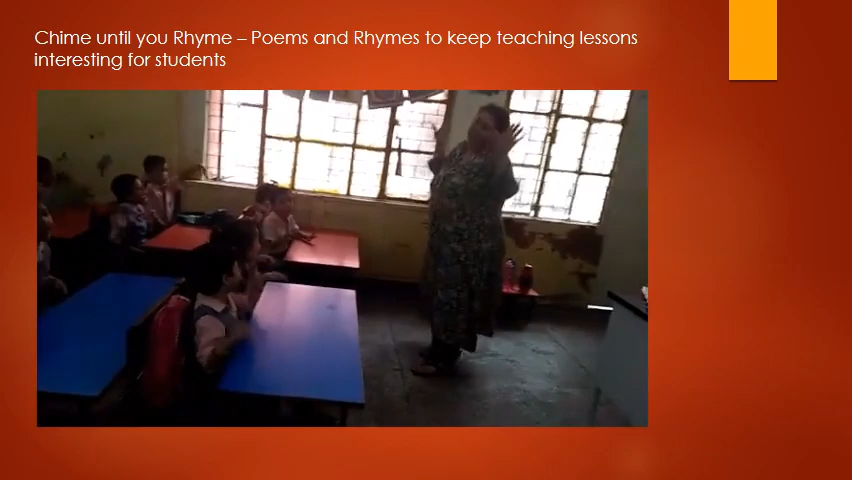 Chime until you Rhyme – Poems and Rhymes to keep teaching lessons
interesting for students